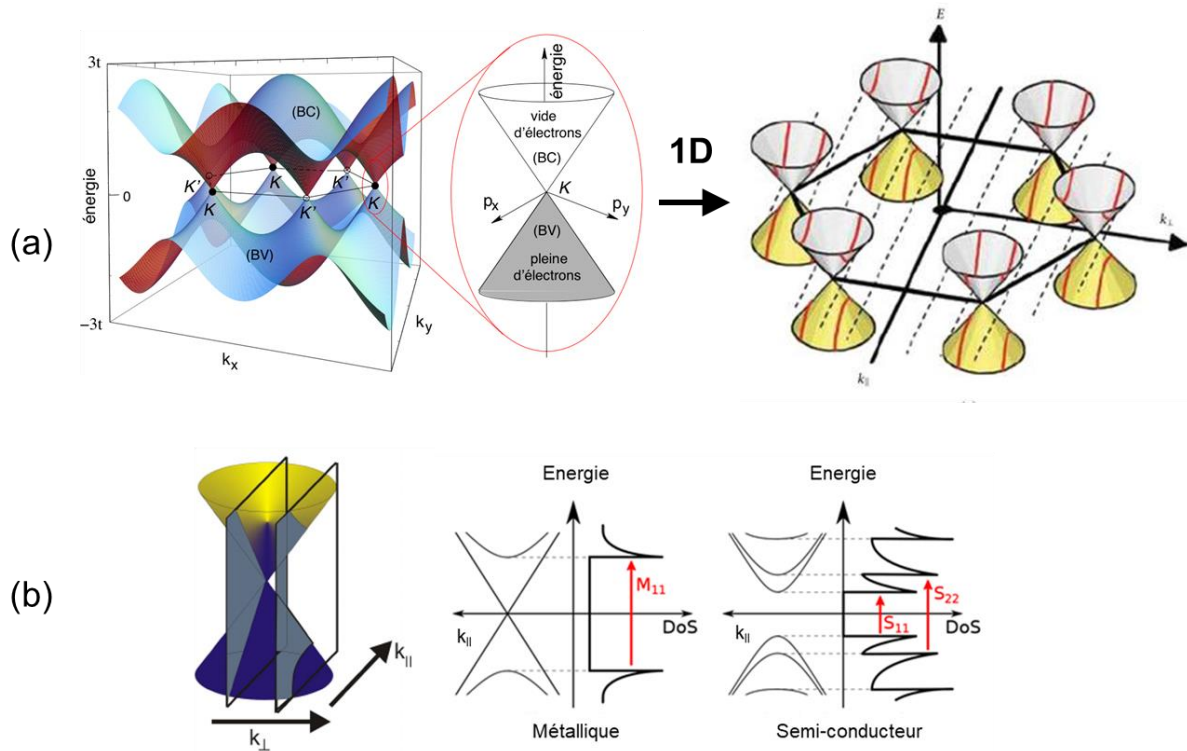 (a)
3t
énergie
0
−3t
k_x
k_y
(BC)
(BV)
K'
K
K
K'
K'
K
énergie
vide
d'électrons
(BC)
K
p_x
p_y
(BV)
pleine
d'électrons
1D
E
k_⊥
k_||
(b)
k_||
k_⊥
Energie
M_11
k_||
DoS
Métallique
Energie
S_22
S_11
k_||
DoS
Semi-conducteur